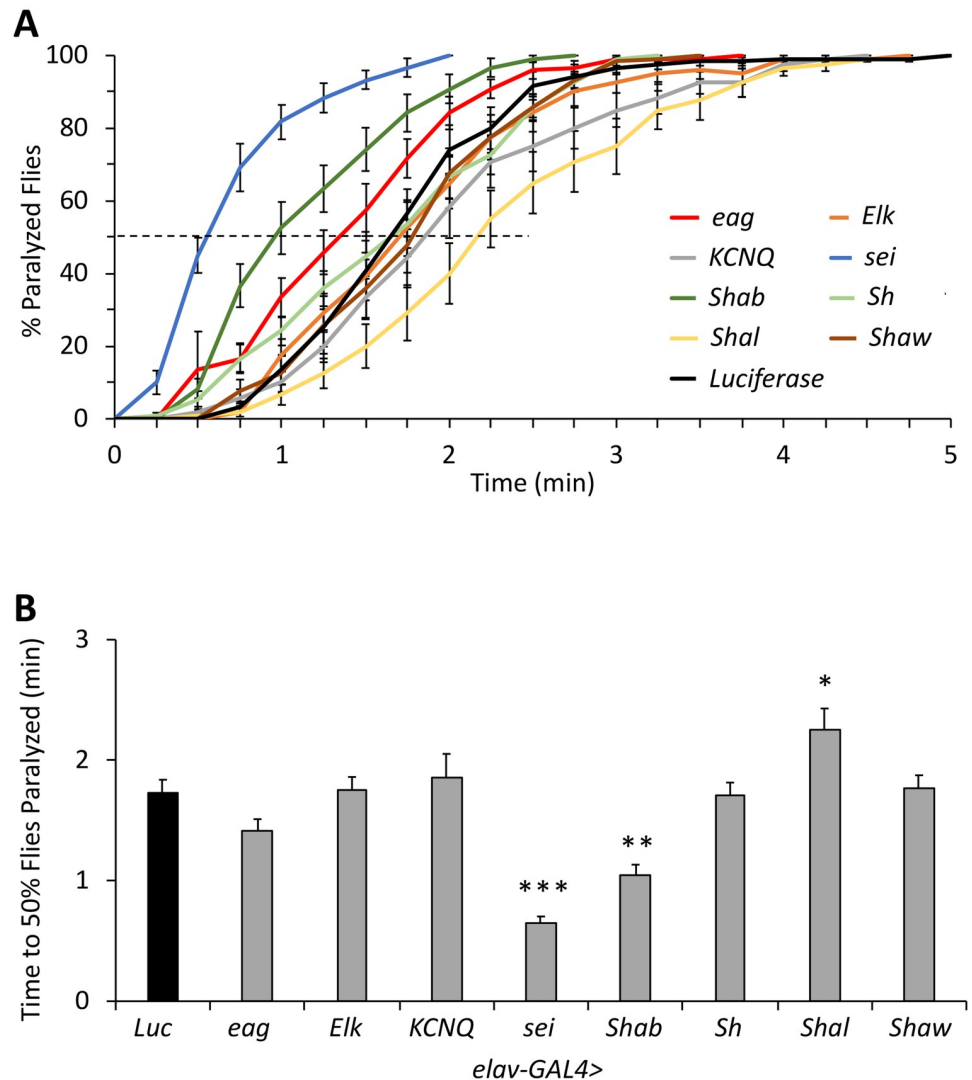 A
% Paralyzed Flies
100
80
60
40
20
0
eag
Elk
KCNQ
sei
Shab
Sh
Shal
Shaw
Luciferase
0 1 2 3 4 5
Time (min)
B
Time to 50% Flies Paralyzed (min)
3
2
1
0
***
**
*
Luc eag Elk KCNQ sei Shab Sh Shal Shaw
elav-GAL4>